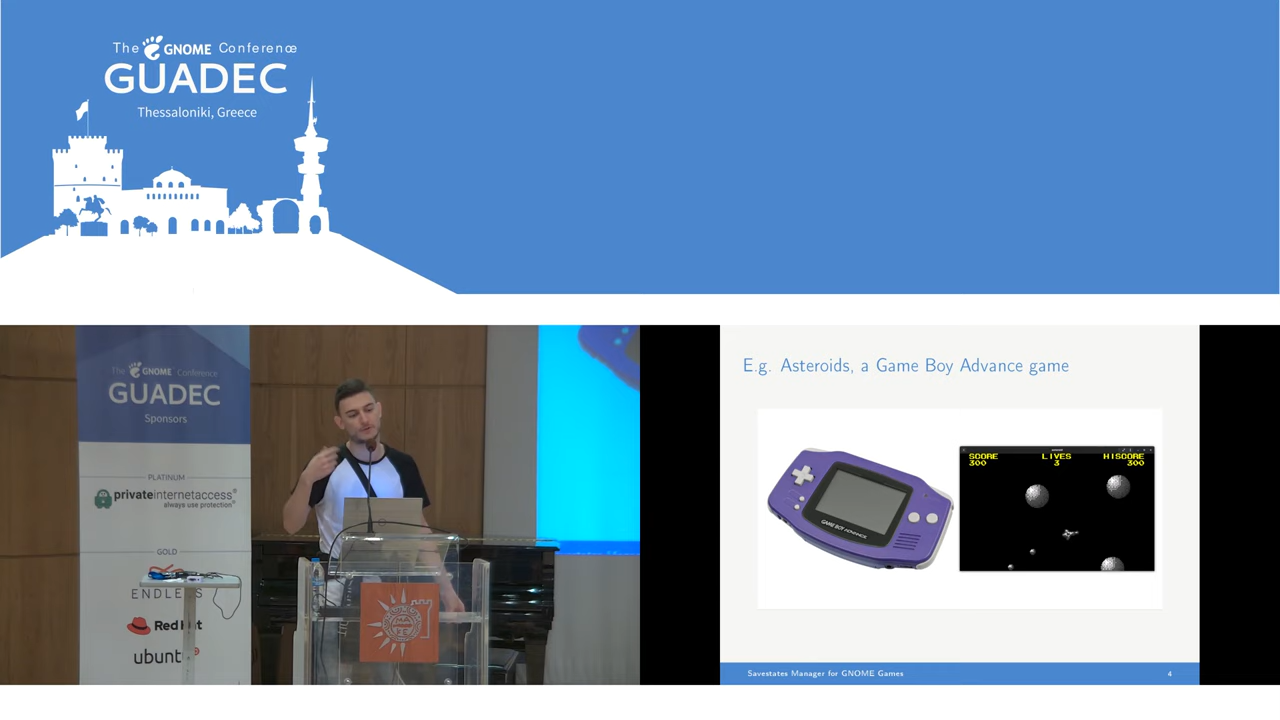 The GNOME Conference
GUADEC
Thessaloniki, Greece
The GNOME Conference
GUADEC
Sponsors
PLATINUM
privateinternetaccess®
always use protection®
GOLD
ENDLESS
Red Hat
ubuntu®
E.g. Asteroids, a Game Boy Advance game
GAME BOY ADVANCE
SCORE LIVES HISCORE
300 3 300
Savestates Manager for GNOME Games 4